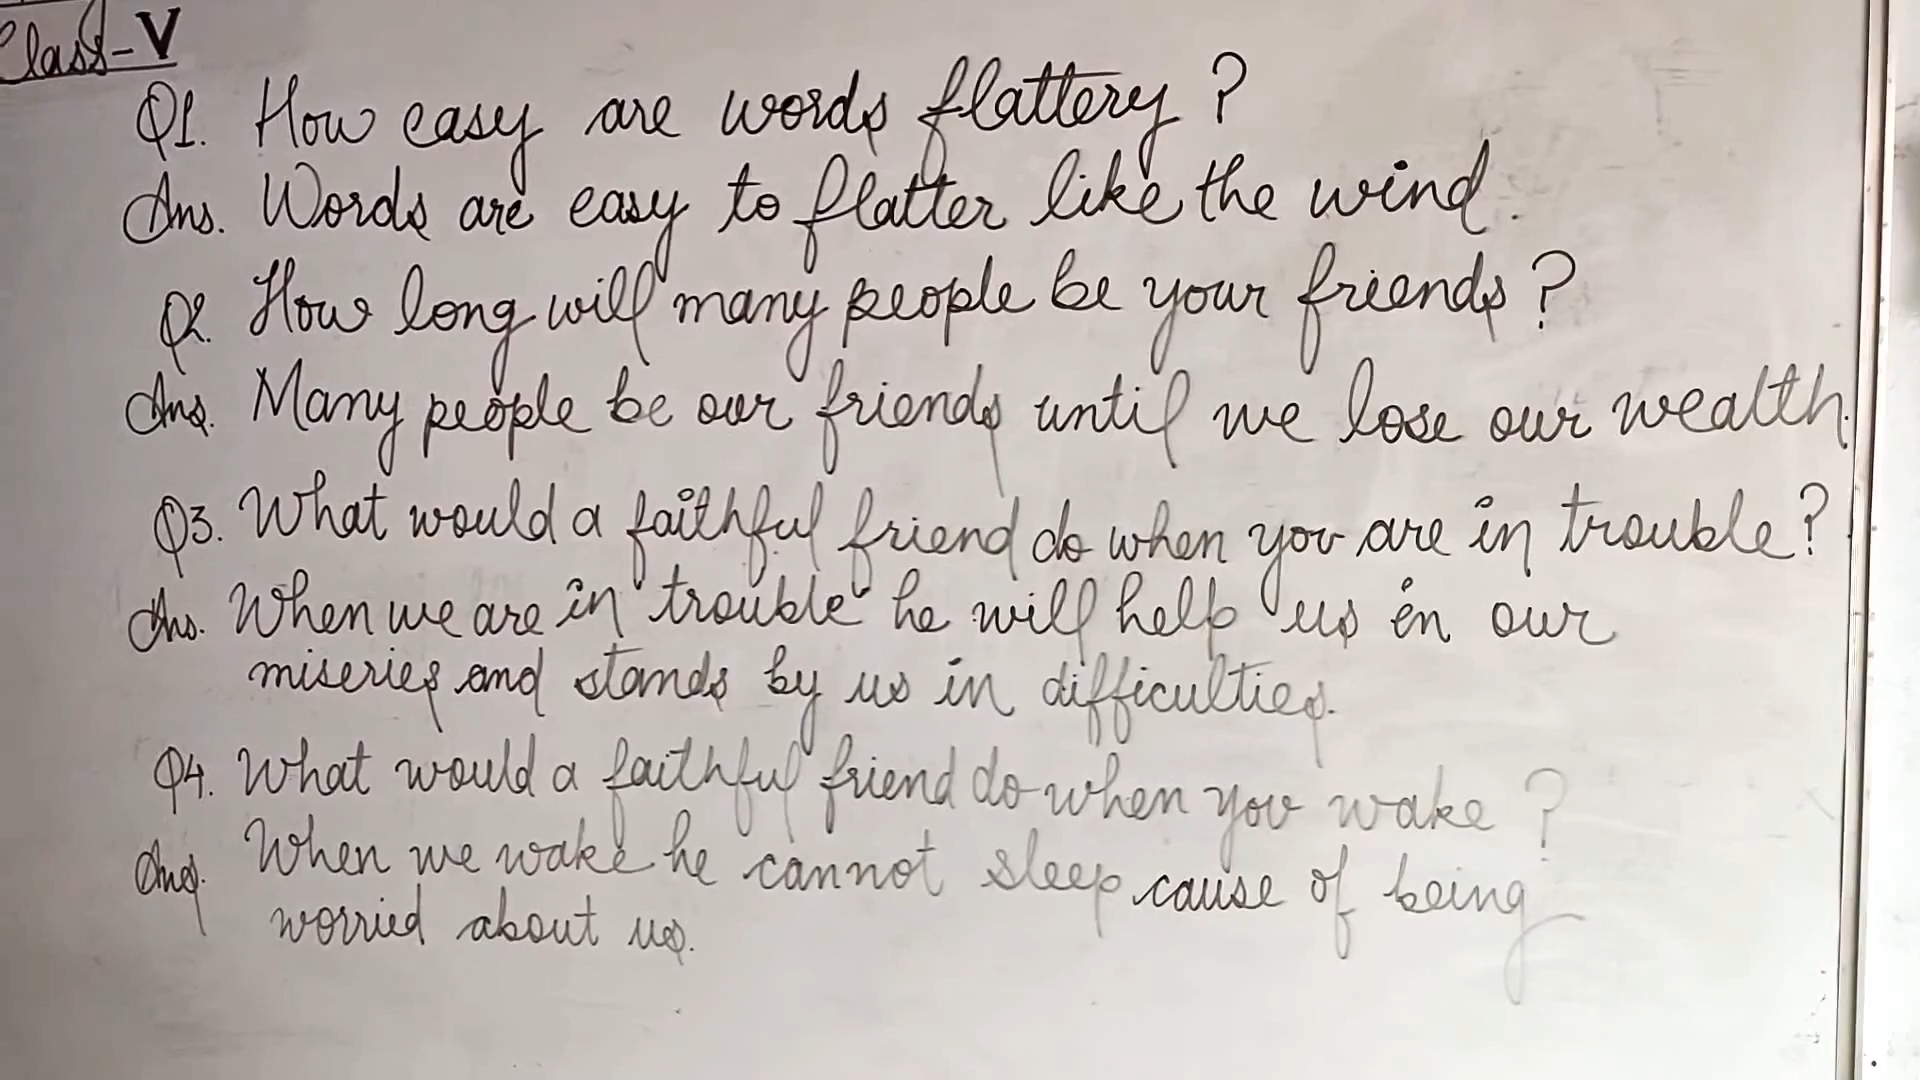 Class-V
Q1. How easy are words flattery?
Ans. Words are easy to flatter like the wind.
Q2. How long will many people be your friends?
Ans. Many people be our friends until we lose our wealth.
Q3. What would a faithful friend do when you are in trouble?
Ans. When we are in trouble he will help us in our
miseries and stands by us in difficulties.
Q4. What would a faithful friend do when you wake?
Ans. When we wake he cannot sleep cause of being
worried about us.